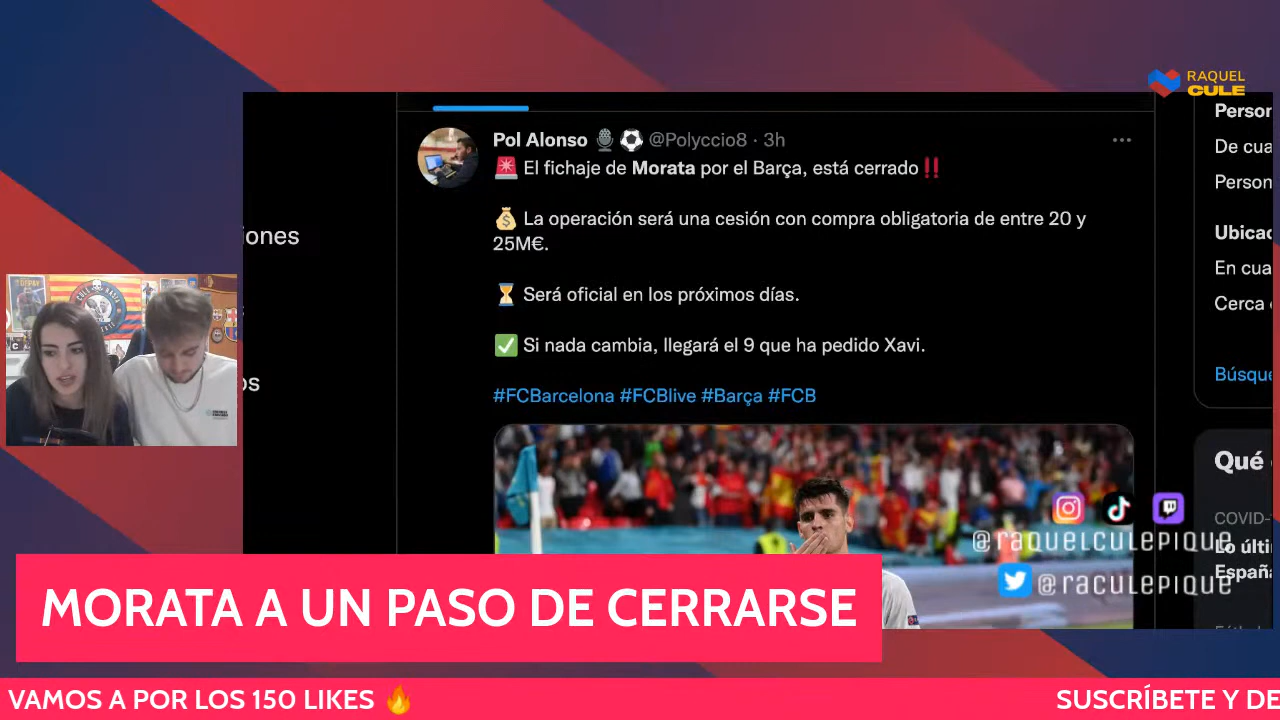 RAQUEL
CULE
Person
De cua
Person
Ubicac
En cua
Cerca
Búsque
iones
os
Pol Alonso 🎙️⚽ @Polyccio8 · 3h
🚨 El fichaje de Morata por el Barça, está cerrado‼️
💰 La operación será una cesión con compra obligatoria de entre 20 y
25M€.
⏳ Será oficial en los próximos días.
✅ Si nada cambia, llegará el 9 que ha pedido Xavi.
#FCBarcelona #FCBlive #Barça #FCB
DEPAY
Qué
COVID-
Lo últi
España
@raquelculepique
@raculepique
MORATA A UN PASO DE CERRARSE
VAMOS A POR LOS 150 LIKES 🔥
SUSCRÍBETE Y DE